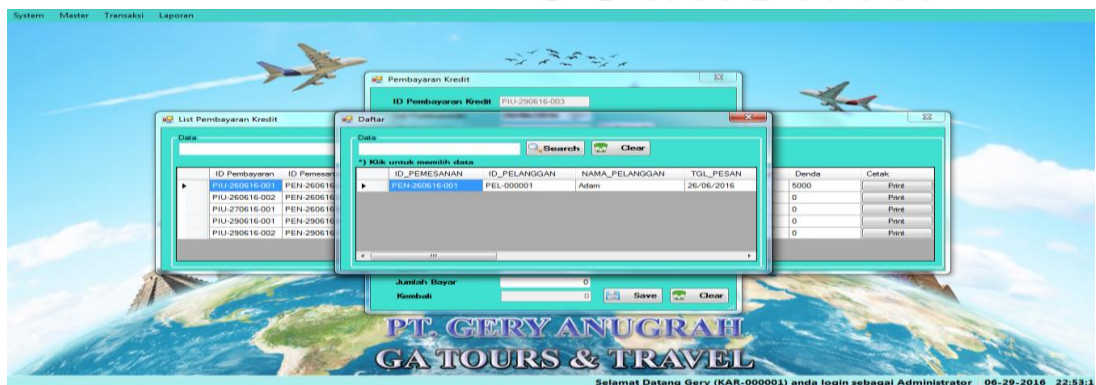 System Master Transaksi Laporan
Pembayaran Kredit
ID Pembayaran Kredit PIU-290616-003
List Pembayaran Kredit
Data
ID Pembayaran ID Pemesan
PIU-260616-001 PEN-260616
PIU-260616-002 PEN-260616
PIU-270616-001 PEN-260616
PIU-290616-001 PEN-290616
PIU-290616-002 PEN-290616
Daftar
Data
Search Clear
*) Klik untuk memilih data
ID_PEMESANAN ID_PELANGGAN NAMA_PELANGGAN TGL_PESAN
PEN-260616-001 PEL-000001 Adam 26/06/2016
Denda Cetak
5000 Print
0 Print
0 Print
0 Print
0 Print
Jumlah Bayar 0
Kembali 0 Save Clear
PT. GERY ANUGRAH
GA TOURS & TRAVEL
Selamat Datang Gery (KAR-000001) anda login sebagai Administrator 06-29-2016 22:53:1